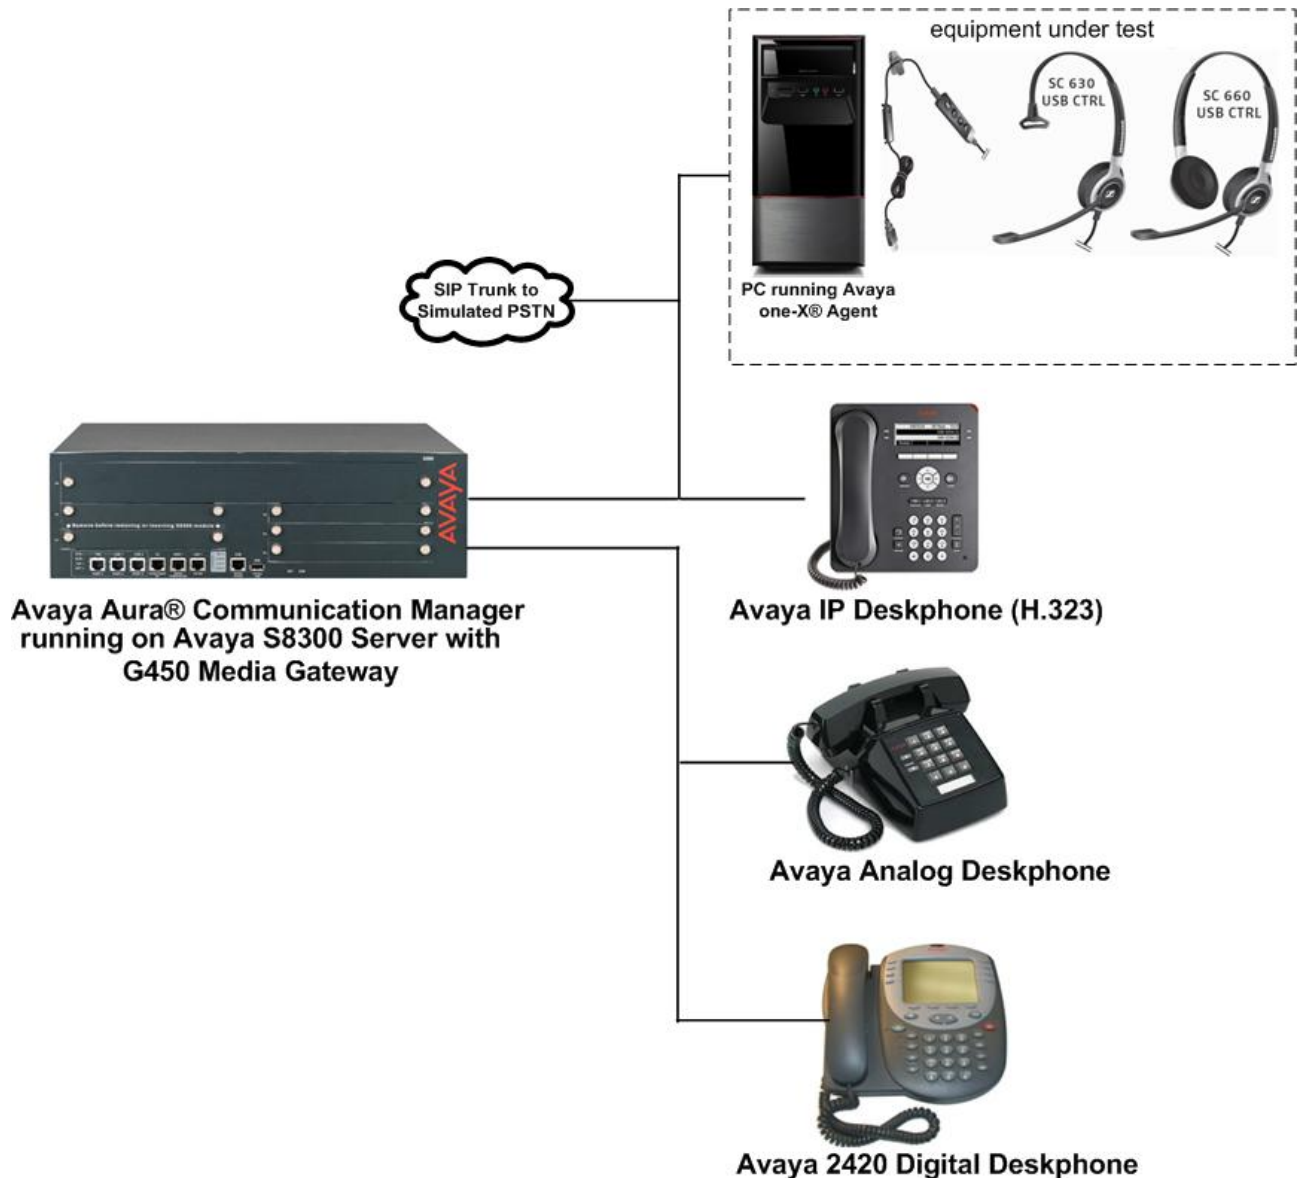 equipment under test
SC 630
USB CTRL
SC 660
USB CTRL
PC running Avaya
one-X® Agent
SIP Trunk to
Simulated PSTN
AVAYA
Avaya Aura® Communication Manager
running on Avaya S8300 Server with
G450 Media Gateway
Avaya IP Deskphone (H.323)
Avaya Analog Deskphone
Avaya 2420 Digital Deskphone